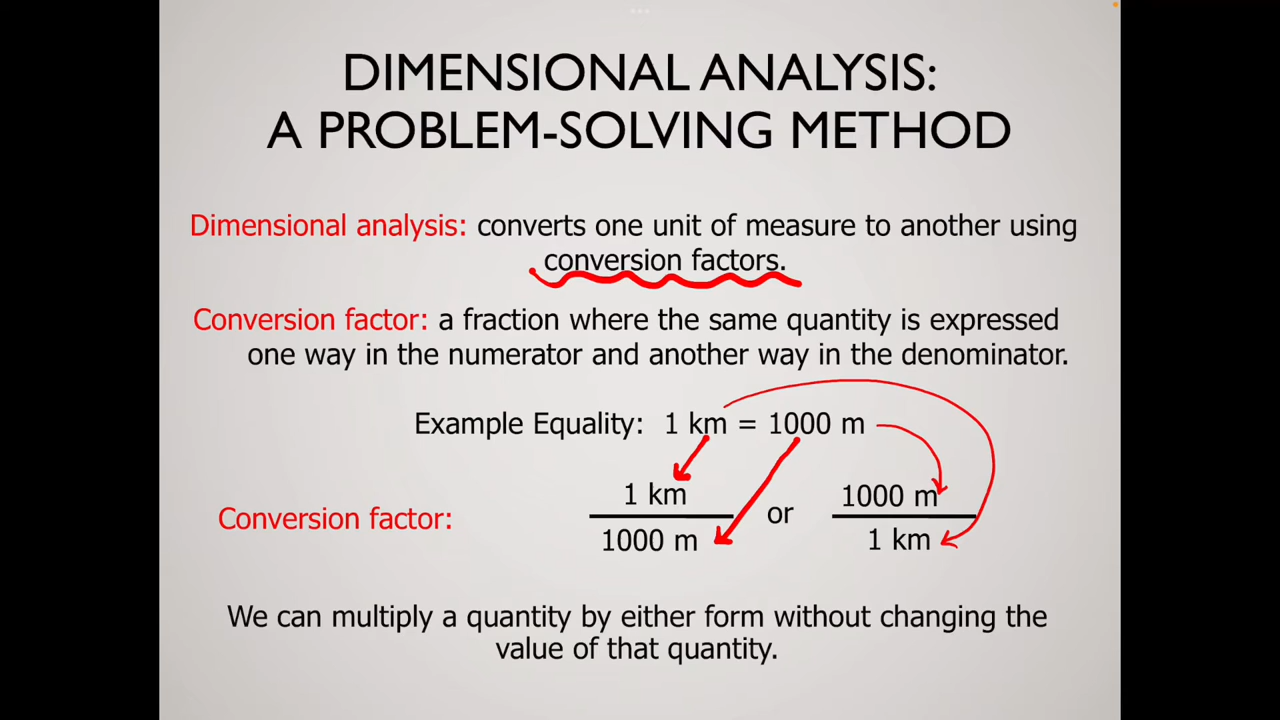 DIMENSIONAL ANALYSIS:
A PROBLEM-SOLVING METHOD
Dimensional analysis: converts one unit of measure to another using
conversion factors.
Conversion factor: a fraction where the same quantity is expressed
one way in the numerator and another way in the denominator.
Example Equality: 1 km = 1000 m
Conversion factor:
1 km
1000 m
or
1000 m
1 km
We can multiply a quantity by either form without changing the
value of that quantity.